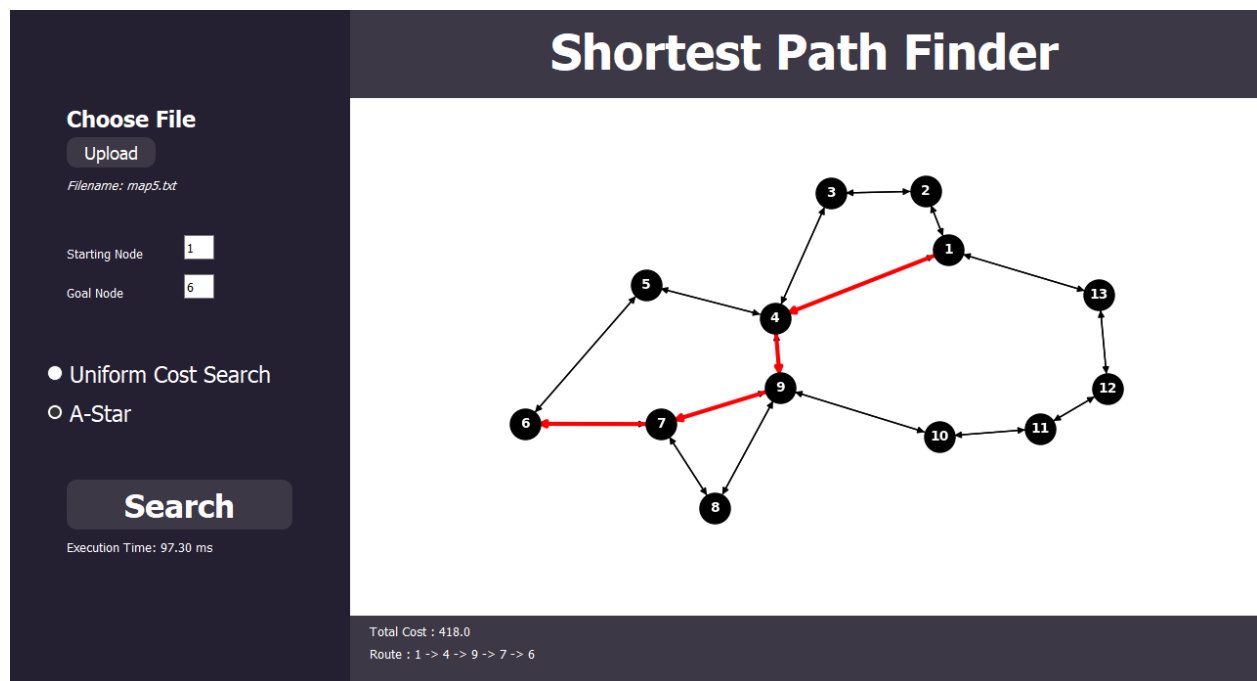 Shortest Path Finder
Choose File
Upload
Filename: map5.txt
Starting Node 1
Goal Node 6
Uniform Cost Search
A-Star
Search
Execution Time: 97.30 ms
3
2
1
5
13
4
9
12
6
7
10
11
8
Total Cost : 418.0
Route : 1 -> 4 -> 9 -> 7 -> 6